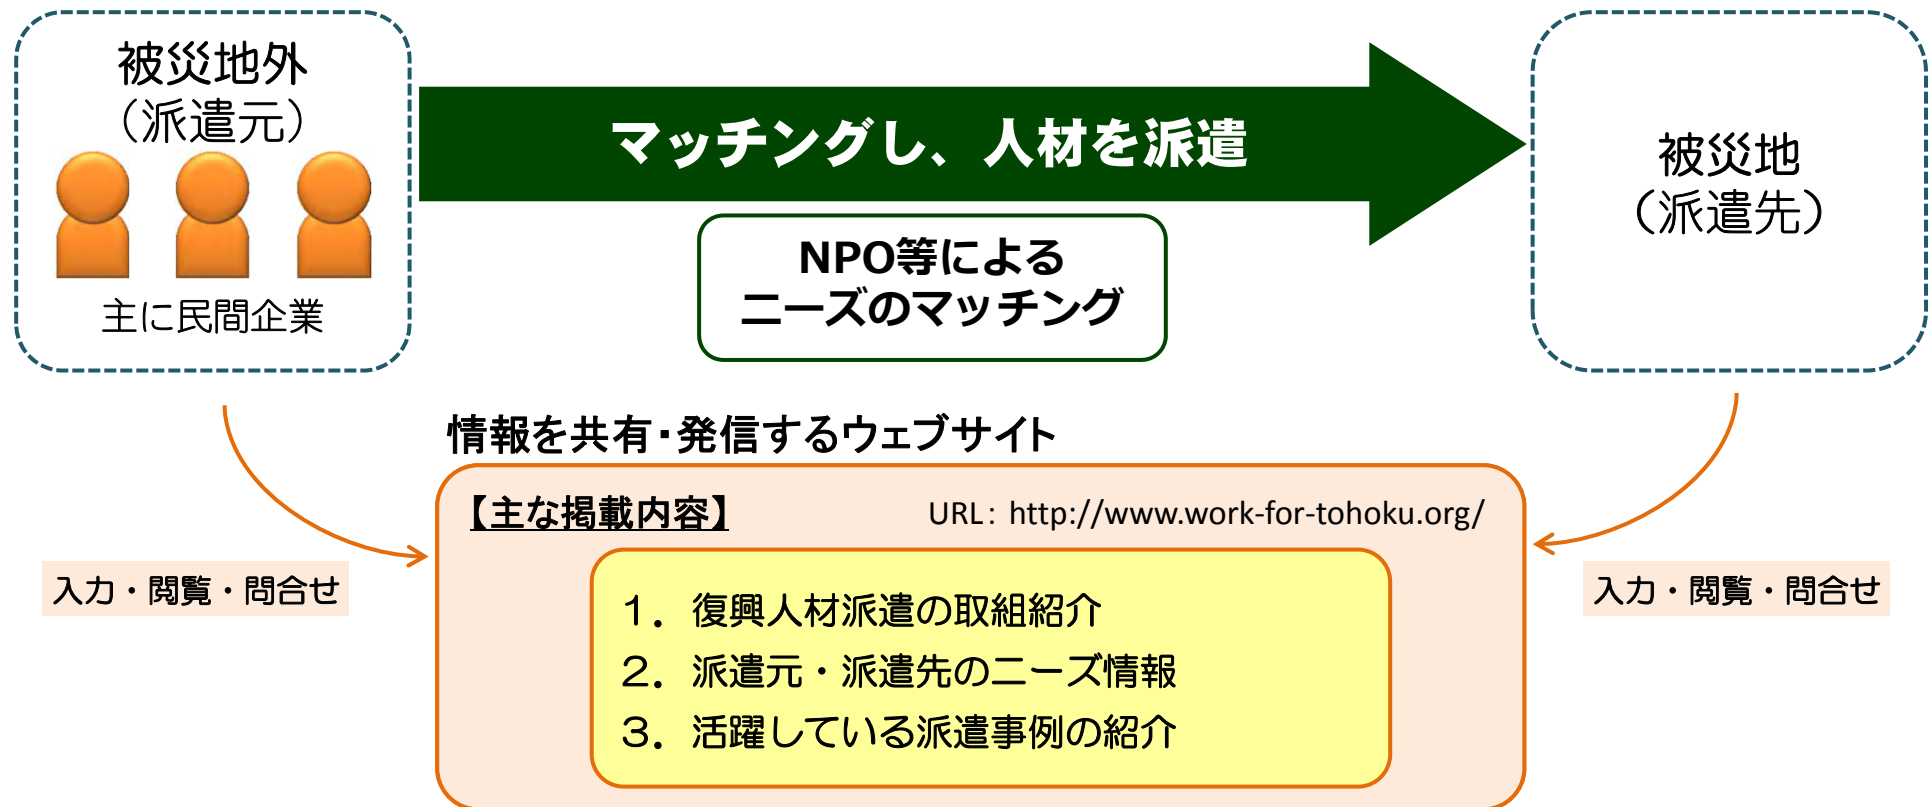 被災地外
（派遣元）
主に民間企業
マッチングし、人材を派遣
NPO等による
ニーズのマッチング
被災地
（派遣先）
情報を共有・発信するウェブサイト
【主な掲載内容】 URL：http://www.work-for-tohoku.org/
入力・閲覧・問合せ
入力・閲覧・問合せ
１．復興人材派遣の取組紹介
２．派遣元・派遣先のニーズ情報
３．活躍している派遣事例の紹介